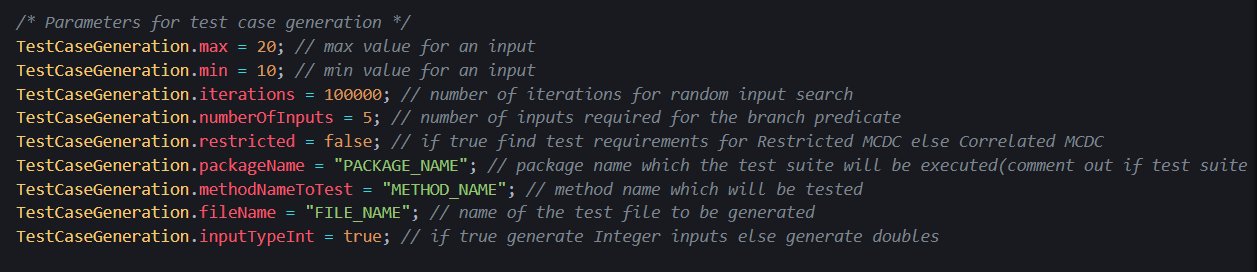 /* Parameters for test case generation */
TestCaseGeneration.max = 20; // max value for an input
TestCaseGeneration.min = 10; // min value for an input
TestCaseGeneration.iterations = 100000; // number of iterations for random input search
TestCaseGeneration.numberOfInputs = 5; // number of inputs required for the branch predicate
TestCaseGeneration.restricted = false; // if true find test requirements for Restricted MCDC else Correlated MCDC
TestCaseGeneration.packageName = "PACKAGE_NAME"; // package name which the test suite will be executed(comment out if test suite
TestCaseGeneration.methodNameToTest = "METHOD_NAME"; // method name which will be tested
TestCaseGeneration.fileName = "FILE_NAME"; // name of the test file to be generated
TestCaseGeneration.inputTypeInt = true; // if true generate Integer inputs else generate doubles